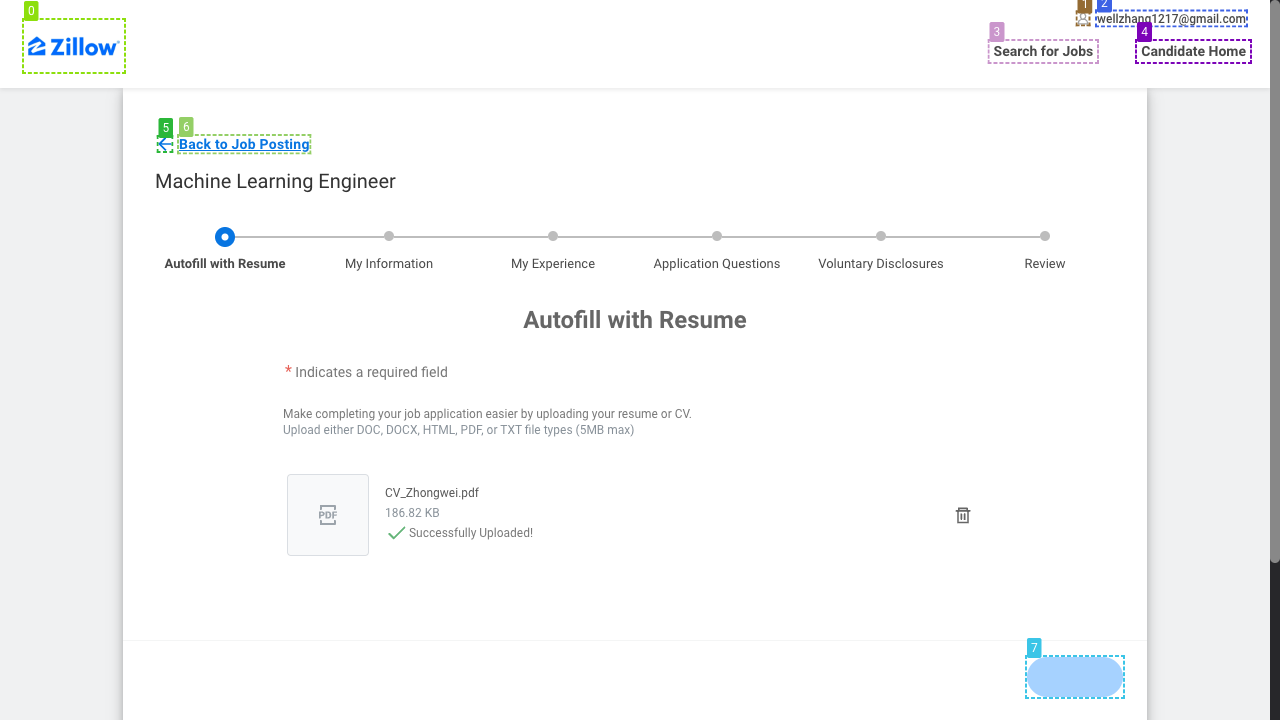 0
1
2
Zillow
wellzhang1217@gmail.com
3
4
Search for Jobs
Candidate Home
5
6
Back to Job Posting
Machine Learning Engineer
Autofill with Resume
My Information
My Experience
Application Questions
Voluntary Disclosures
Review
Autofill with Resume
* Indicates a required field
Make completing your job application easier by uploading your resume or CV.
Upload either DOC, DOCX, HTML, PDF, or TXT file types (5MB max)
PDF
CV_Zhongwei.pdf
186.82 KB
Successfully Uploaded!
7